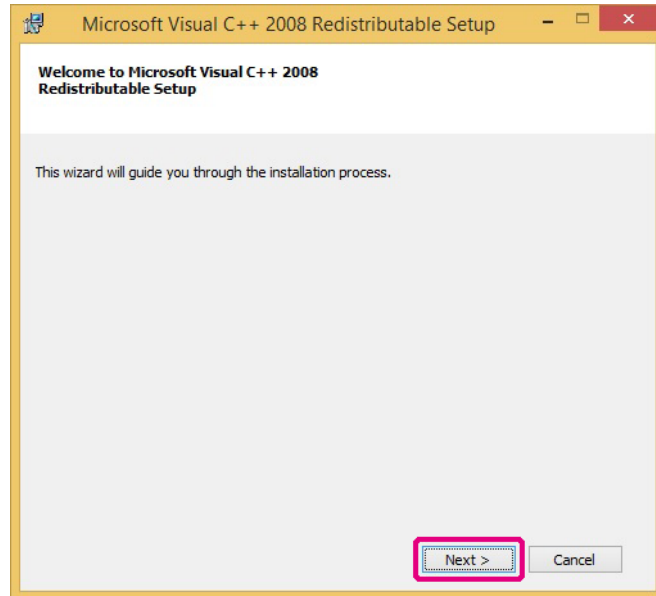 Microsoft Visual C++ 2008 Redistributable Setup
Welcome to Microsoft Visual C++ 2008
Redistributable Setup
This wizard will guide you through the installation process.
Next >
Cancel